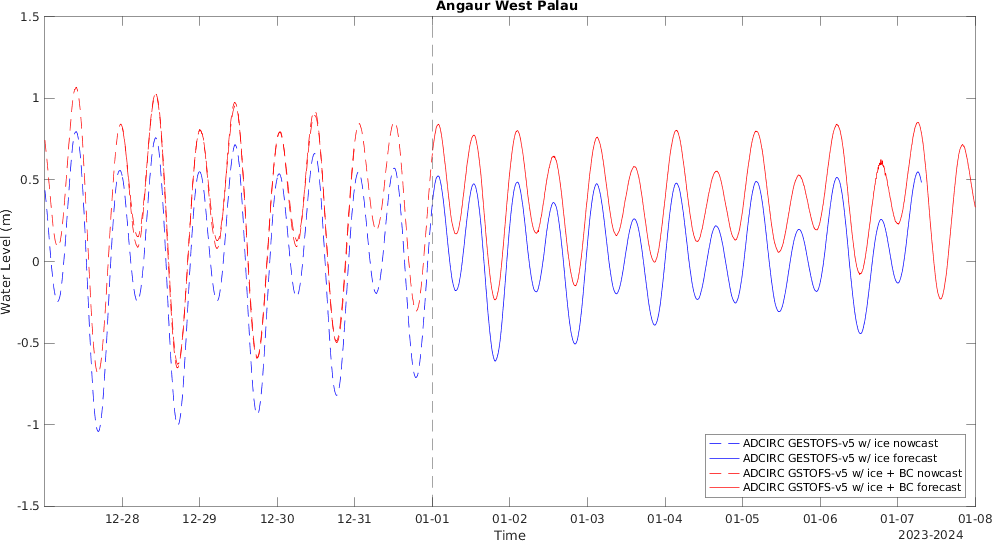 Angaur West Palau
1.5
1
0.5
0
-0.5
-1
-1.5
Water Level (m)
12-28
12-29
12-30
12-31
01-01
01-02
01-03
01-04
01-05
01-06
01-07
01-08
Time
2023-2024
ADCIRC GESTOFS-v5 w/ ice nowcast
ADCIRC GESTOFS-v5 w/ ice forecast
ADCIRC GSTOFS-v5 w/ ice + BC nowcast
ADCIRC GSTOFS-v5 w/ ice + BC forecast